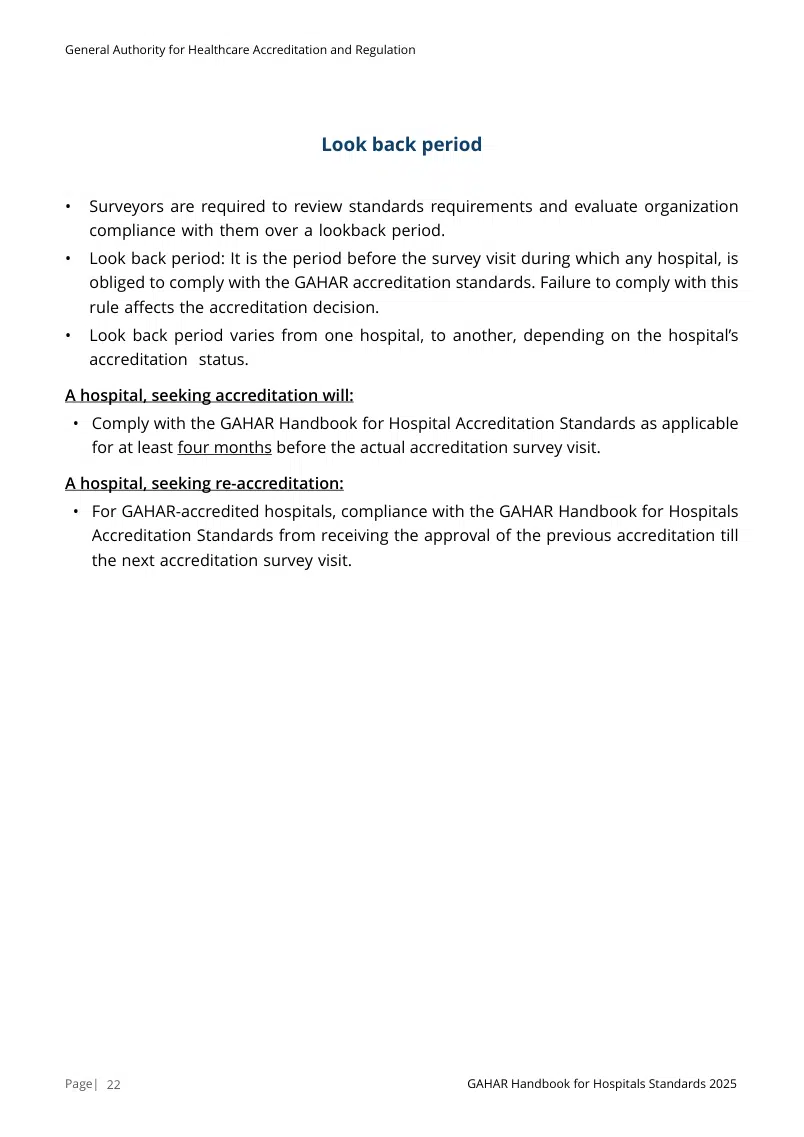 General Authority for Healthcare Accreditation and Regulation
Look back period
• Surveyors are required to review standards requirements and evaluate organization
compliance with them over a lookback period.
• Look back period: It is the period before the survey visit during which any hospital, is
obliged to comply with the GAHAR accreditation standards. Failure to comply with this
rule affects the accreditation decision.
• Look back period varies from one hospital, to another, depending on the hospital’s
accreditation status.
A hospital, seeking accreditation will:
• Comply with the GAHAR Handbook for Hospital Accreditation Standards as applicable
for at least four months before the actual accreditation survey visit.
A hospital, seeking re-accreditation:
• For GAHAR-accredited hospitals, compliance with the GAHAR Handbook for Hospitals
Accreditation Standards from receiving the approval of the previous accreditation till
the next accreditation survey visit.
Page| 22 GAHAR Handbook for Hospitals Standards 2025